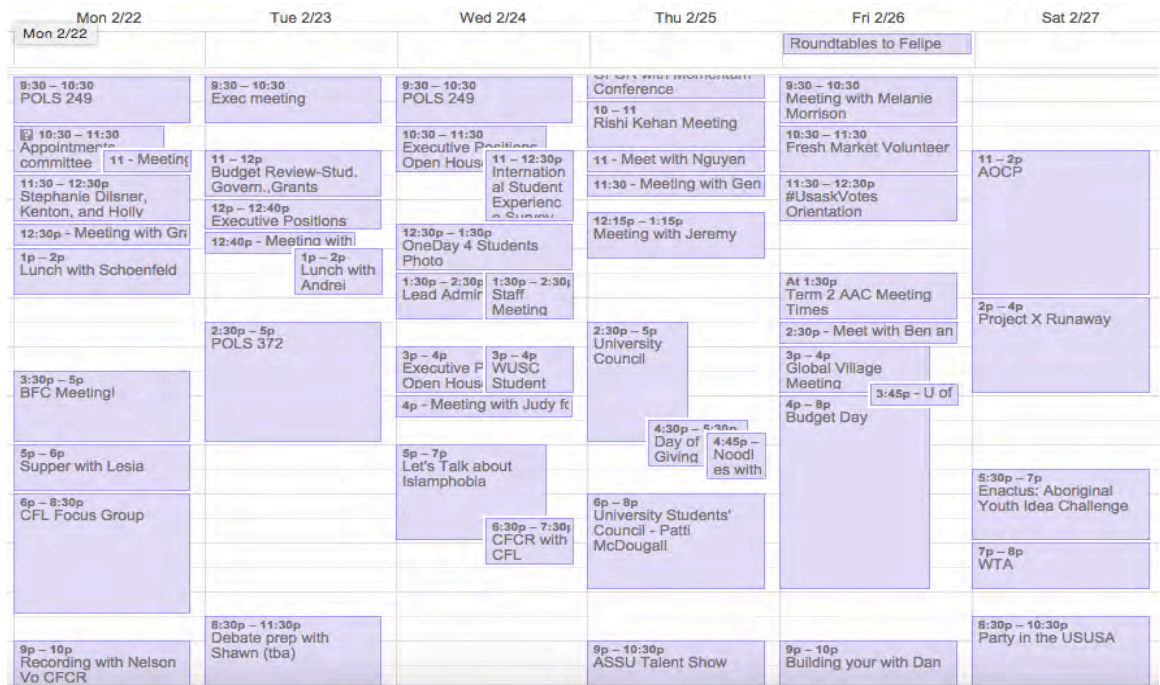 Mon 2/22
Tue 2/23
Wed 2/24
Thu 2/25
Fri 2/26
Sat 2/27
Mon 2/22
Roundtables to Felipe
9:30 – 10:30
POLS 249
10:30 – 11:30
Appointments
committee
11 - Meeting
11:30 – 12:30p
Stephanie Dilsner,
Kenton, and Holly
12:30p - Meeting with Gra
1p – 2p
Lunch with Schoenfeld
3:30p – 5p
BFC Meeting!
5p – 6p
Supper with Lesia
6p – 8:30p
CFL Focus Group
9p – 10p
Recording with Nelson
Vo CFCR
9:30 – 10:30
Exec meeting
11 – 12p
Budget Review-Stud.
Govern.,Grants
12p – 12:40p
Executive Positions
12:40p - Meeting with
1p – 2p
Lunch with
Andrei
2:30p – 5p
POLS 372
8:30p – 11:30p
Debate prep with
Shawn (tba)
9:30 – 10:30
POLS 249
10:30 – 11:30
Executive Positions
Open Hous
11 – 12:30p
Internation
al Student
Experienc
e Survey
12:30p – 1:30p
OneDay 4 Students
Photo
1:30p – 2:30p
Lead Admin
1:30p – 2:30p
Staff
Meeting
3p – 4p
Executive P
Open Hous
3p – 4p
WUSC
Student
4p - Meeting with Judy fo
5p – 7p
Let's Talk about
Islamphobia
6:30p – 7:30p
CFCR with
CFL
CFCR with Momentum
Conference
10 – 11
Rishi Kehan Meeting
11 - Meet with Nguyen
11:30 - Meeting with Gen
12:15p – 1:15p
Meeting with Jeremy
2:30p – 5p
University
Council
4:30p – 5:30p
Day of
Giving
4:45p –
Noodl
es with
6p – 8p
University Students'
Council - Patti
McDougall
9p – 10:30p
ASSU Talent Show
9:30 – 10:30
Meeting with Melanie
Morrison
10:30 – 11:30
Fresh Market Volunteer
11:30 – 12:30p
#UsaskVotes
Orientation
At 1:30p
Term 2 AAC Meeting
Times
2:30p - Meet with Ben an
3p – 4p
Global Village
Meeting
3:45p - U of
4p – 8p
Budget Day
9p – 10p
Building your with Dan
11 – 2p
AOCP
2p – 4p
Project X Runaway
5:30p – 7p
Enactus: Aboriginal
Youth Idea Challenge
7p – 8p
WTA
8:30p – 10:30p
Party in the USUSA